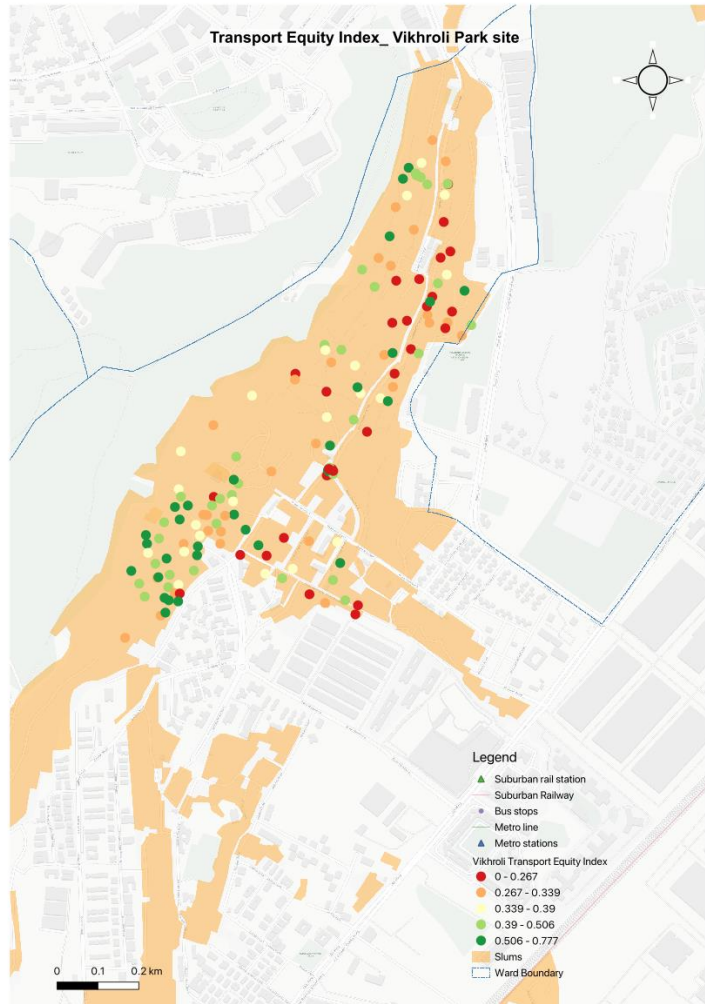 Transport Equity Index_ Vikhroli Park site
Legend
Suburban rail station
Suburban Railway
Bus stops
Metro line
Metro stations
Vikhroli Transport Equity Index
0 - 0.267
0.267 - 0.339
0.339 - 0.39
0.39 - 0.506
0.506 - 0.777
Slums
Ward Boundary
0 0.1 0.2 km